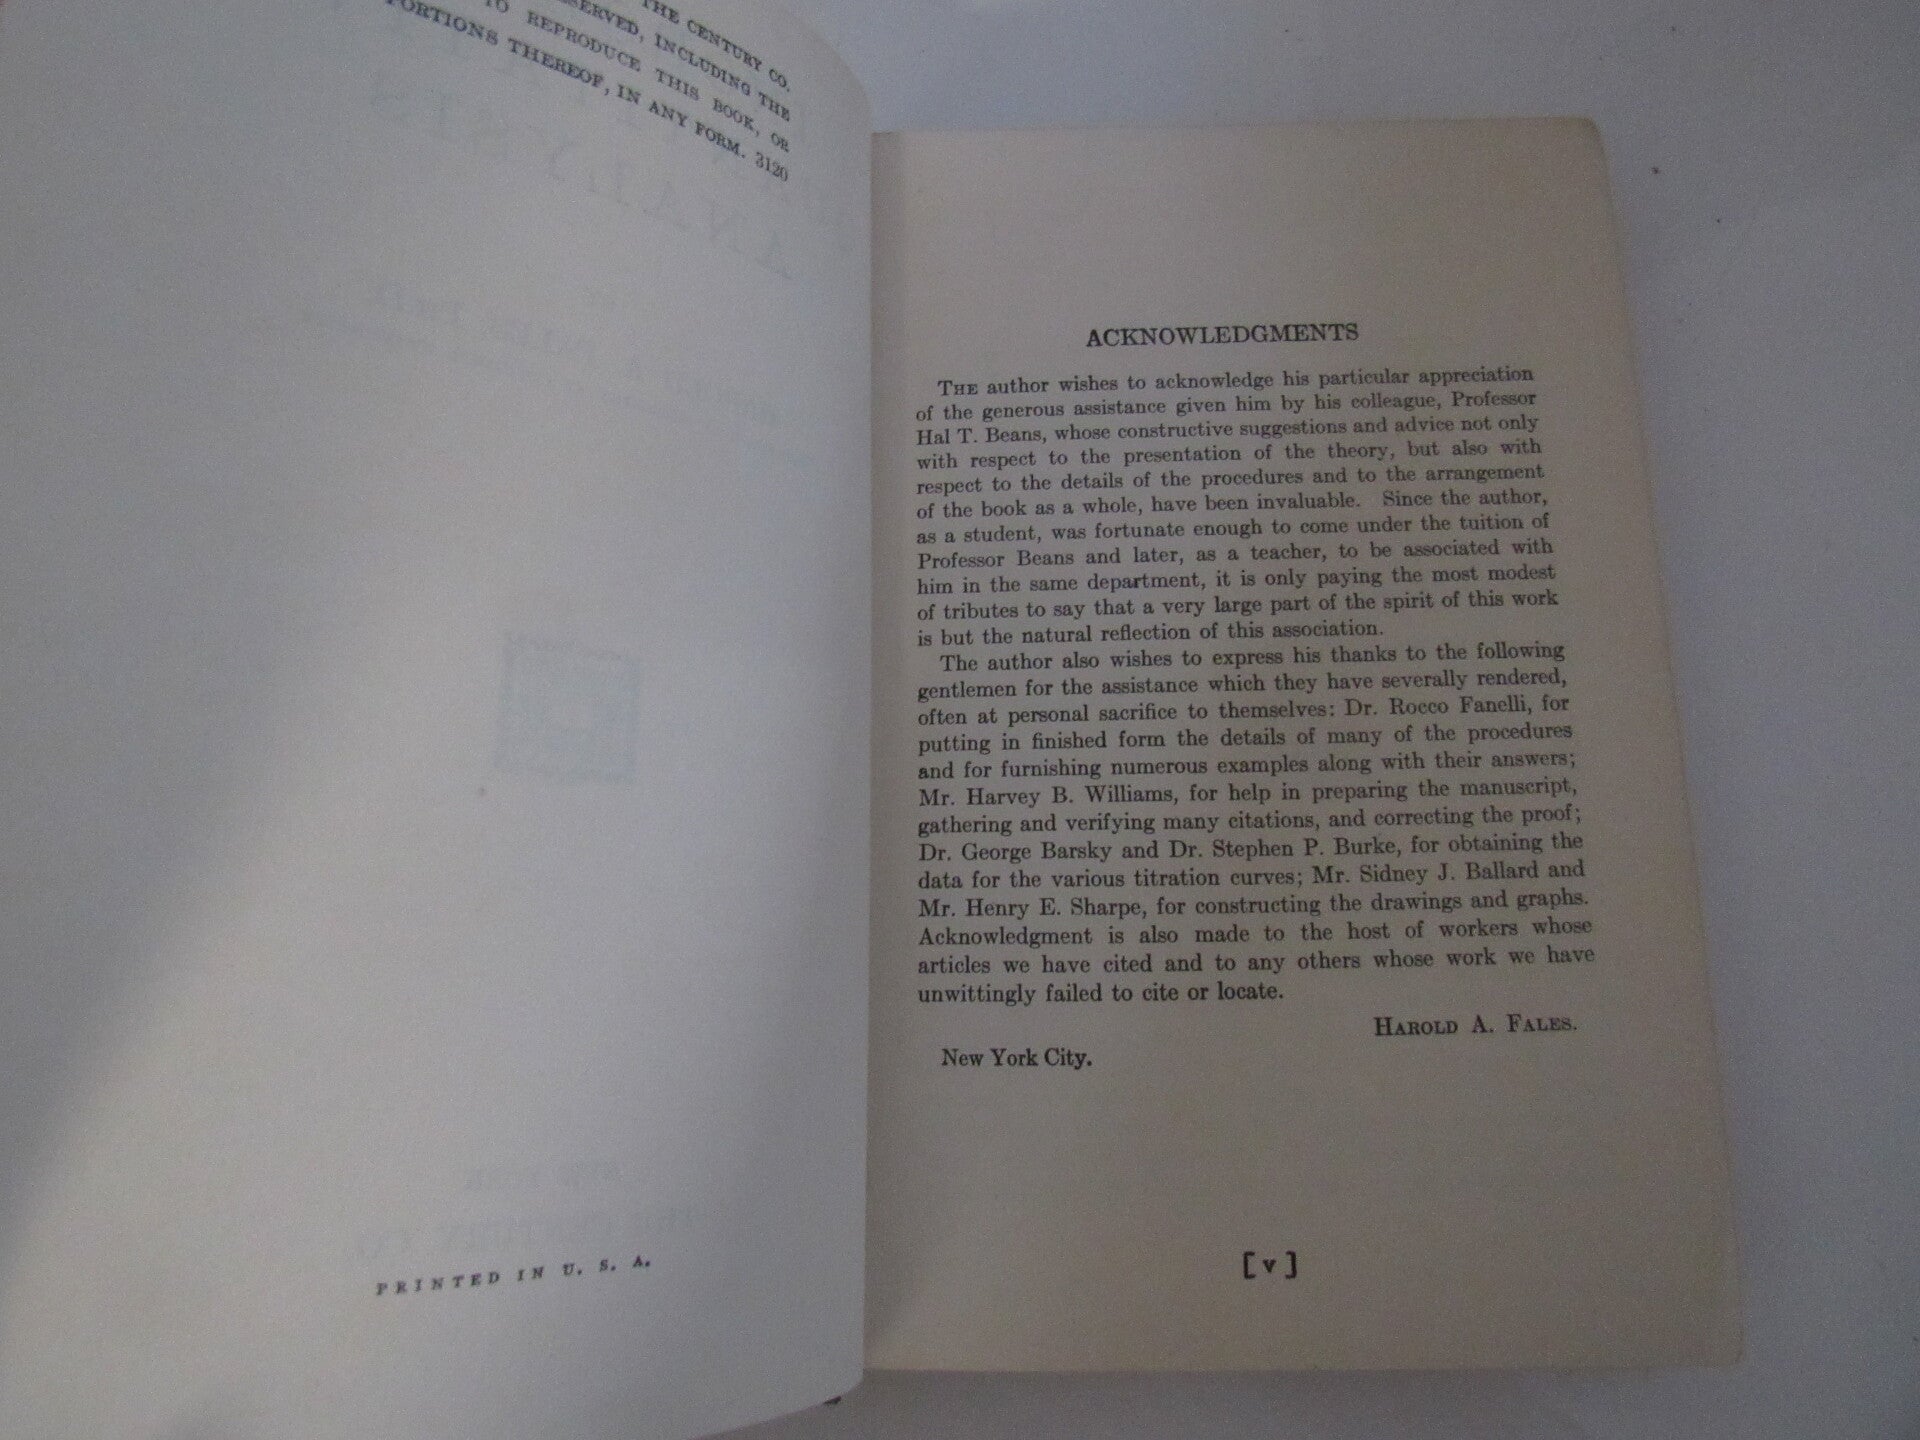 THE CENTURY CO.
INCLUDING THE
TO REPRODUCE THIS BOOK, OR
PORTIONS THEREOF, IN ANY FORM. 3120
PRINTED IN U. S. A.
ACKNOWLEDGMENTS
THE author wishes to acknowledge his particular appreciation
of the generous assistance given him by his colleague, Professor
Hal T. Beans, whose constructive suggestions and advice not only
with respect to the presentation of the theory, but also with
respect to the details of the procedures and to the arrangement
of the book as a whole, have been invaluable. Since the author,
as a student, was fortunate enough to come under the tuition of
Professor Beans and later, as a teacher, to be associated with
him in the same department, it is only paying the most modest
of tributes to say that a very large part of the spirit of this work
is but the natural reflection of this association.
The author also wishes to express his thanks to the following
gentlemen for the assistance which they have severally rendered,
often at personal sacrifice to themselves: Dr. Rocco Fanelli, for
putting in finished form the details of many of the procedures
and for furnishing numerous examples along with their answers;
Mr. Harvey B. Williams, for help in preparing the manuscript,
gathering and verifying many citations, and correcting the proof;
Dr. George Barsky and Dr. Stephen P. Burke, for obtaining the
data for the various titration curves; Mr. Sidney J. Ballard and
Mr. Henry E. Sharpe, for constructing the drawings and graphs.
Acknowledgment is also made to the host of workers whose
articles we have cited and to any others whose work we have
unwittingly failed to cite or locate.
HAROLD A. FALES.
New York City.
[v]